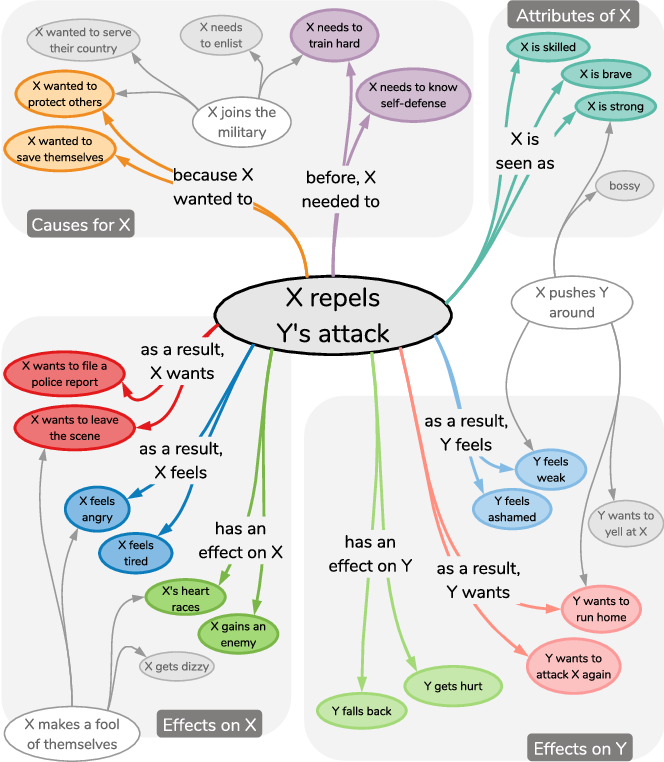 X wanted to serve
their country
X needs
to enlist
X needs to
train hard
X wanted to
protect others
X joins the
military
X needs to know
self-defense
X wanted to
save themselves
because X
wanted to
before, X
needed to
Causes for X
Attributes of X
X is skilled
X is brave
X is strong
X is
seen as
bossy
X pushes Y
around
X repels
Y's attack
as a result,
X wants
X wants to file a
police report
X wants to leave
the scene
as a result,
X feels
X feels
angry
X feels
tired
has an
effect on X
X's heart
races
X gains an
enemy
X gets dizzy
X makes a fool
of themselves
Effects on X
as a result,
Y feels
Y feels
weak
Y feels
ashamed
Y wants to
yell at X
has an
effect on Y
as a result,
Y wants
Y wants to
run home
Y wants to
attack X again
Y gets hurt
Y falls back
Effects on Y